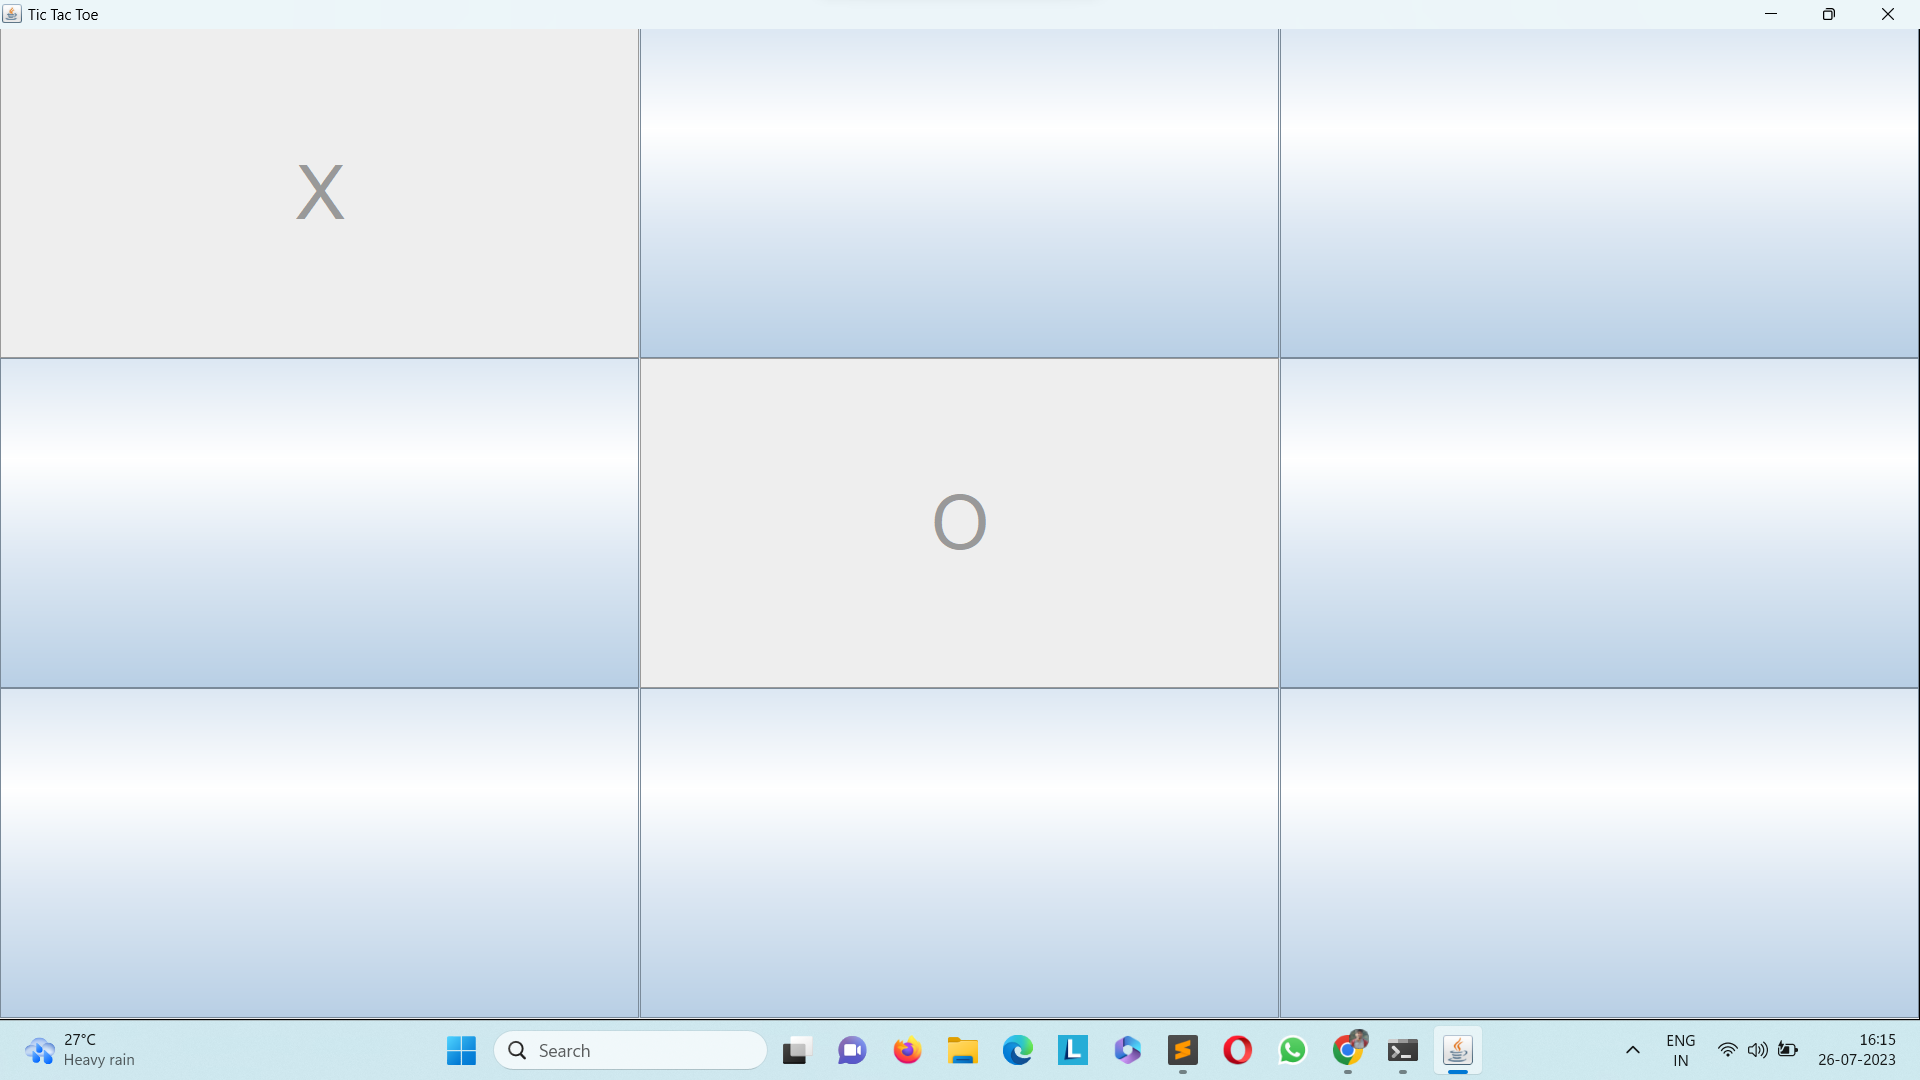 Tic Tac Toe
X
O
27°C
Heavy rain
Search
L
ENG
IN
16:15
26-07-2023